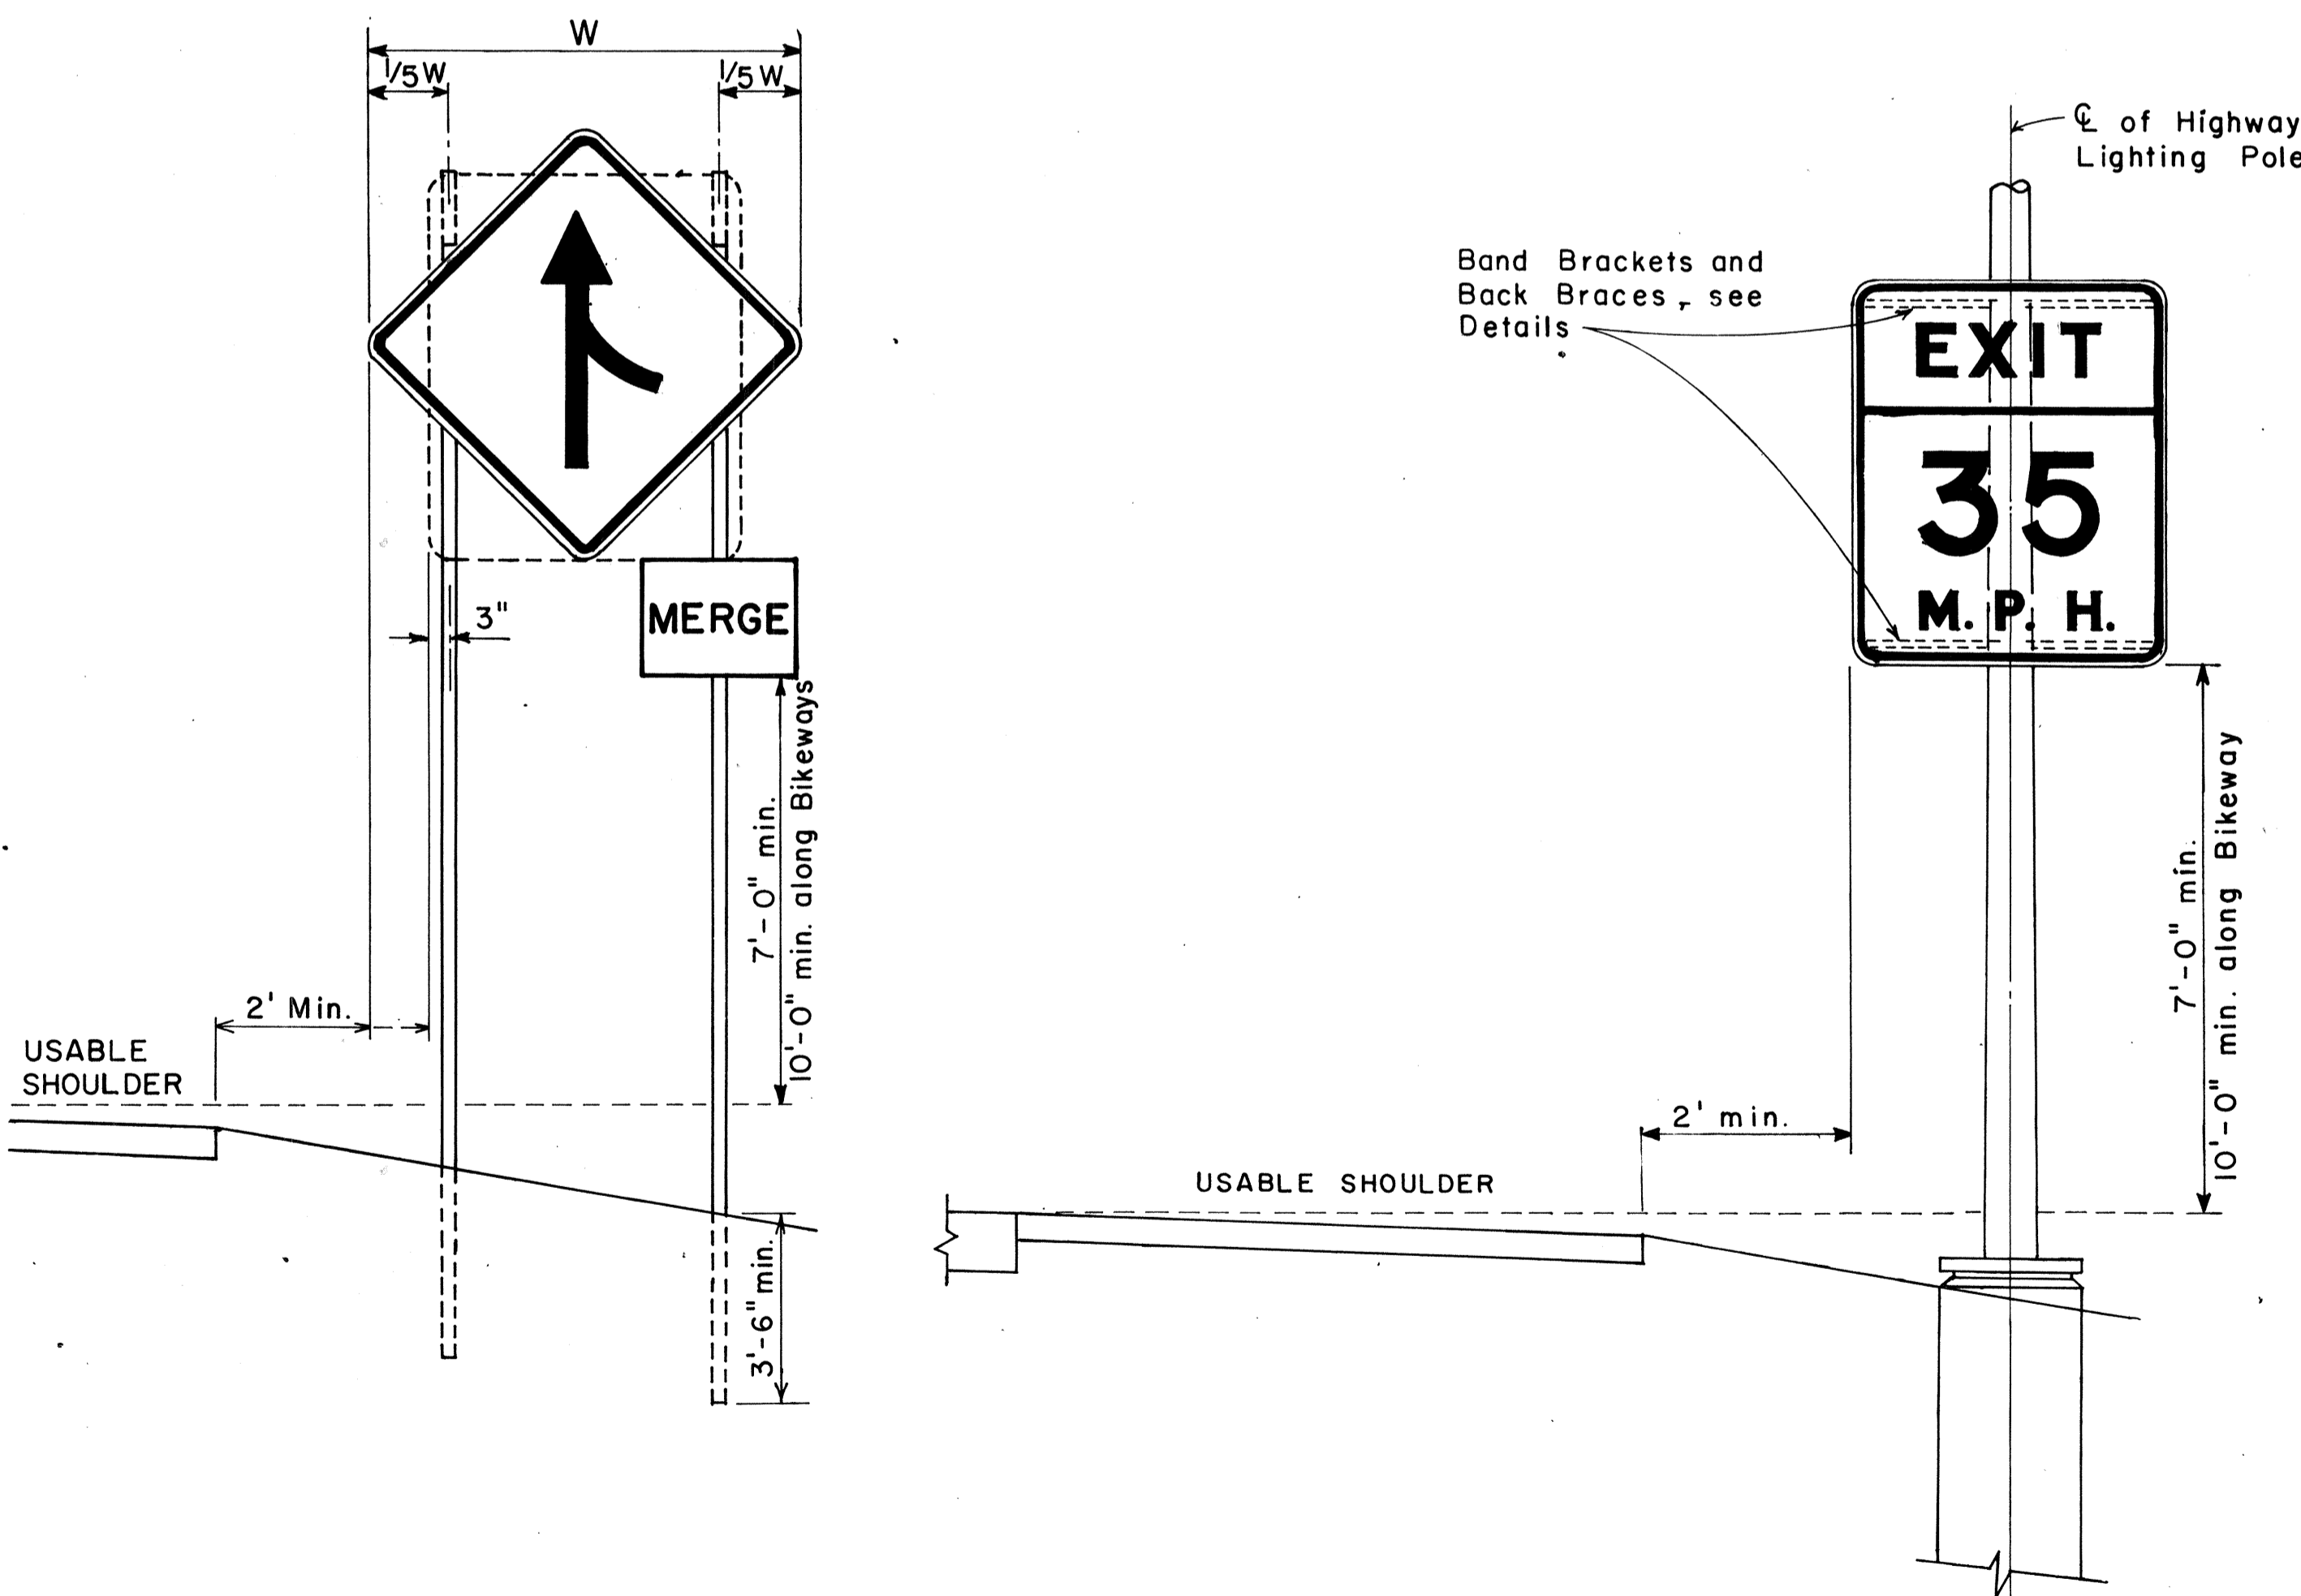 W
1/5W
1/5W
3"
MERGE
7'-0" min.
10'-0" min. along Bikeways
2' Min.
USABLE
SHOULDER
3'-6" min.
℄ of Highway
Lighting Pole
Band Brackets and
Back Braces, see
Details
EXIT
35
M. P. H.
7'-0" min.
10'-0" min. along Bikeway
2' min.
USABLE SHOULDER